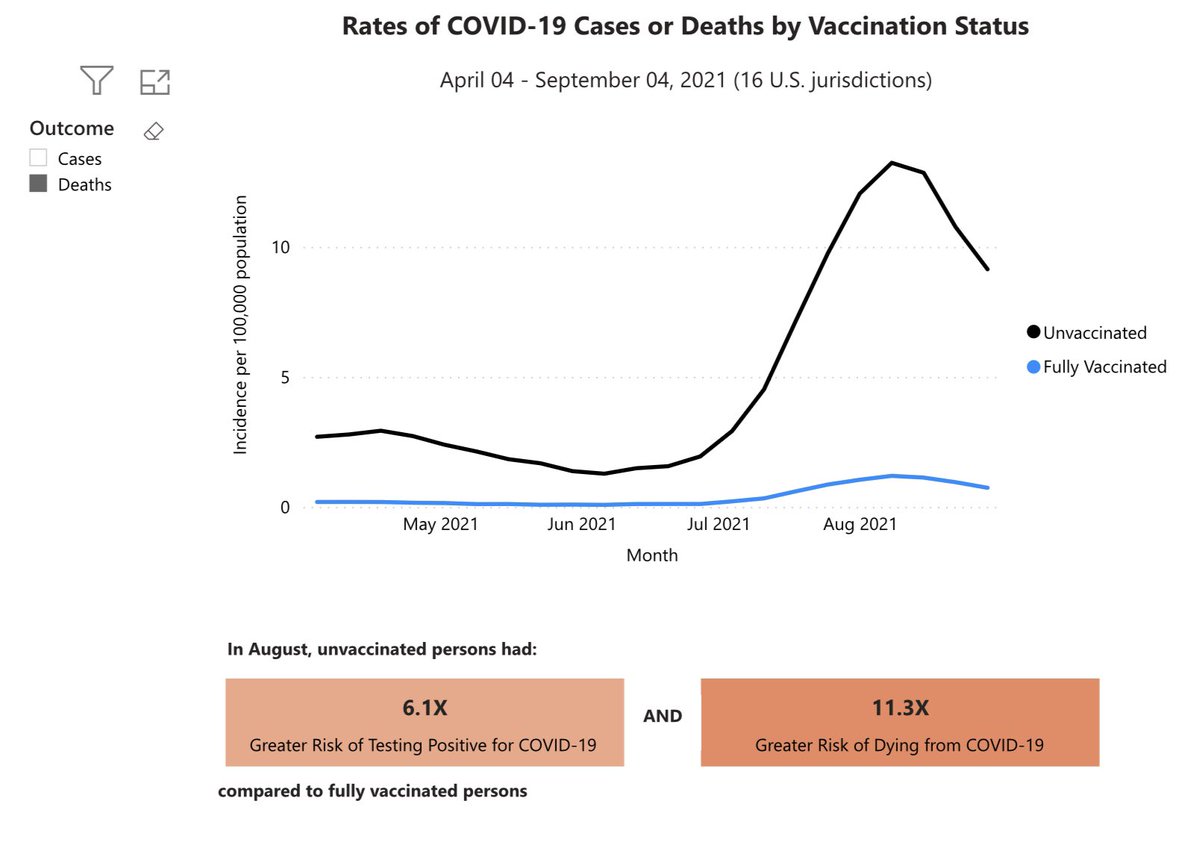 Rates of COVID-19 Cases or Deaths by Vaccination Status
April 04 - September 04, 2021 (16 U.S. jurisdictions)
Outcome
Cases
Deaths
Incidence per 100,000 population
10
5
0
May 2021
Jun 2021
Jul 2021
Aug 2021
Month
Unvaccinated
Fully Vaccinated
In August, unvaccinated persons had:
6.1X
Greater Risk of Testing Positive for COVID-19
AND
11.3X
Greater Risk of Dying from COVID-19
compared to fully vaccinated persons